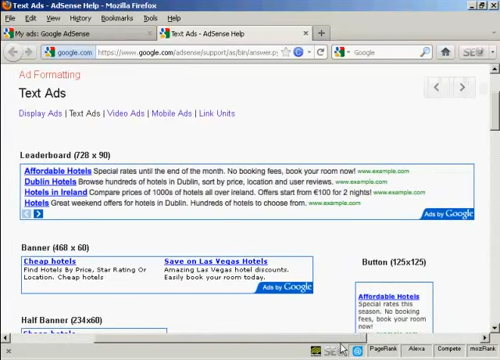 Text Ads - AdSense Help - Mozilla Firefox
File Edit View History Bookmarks Tools Help
My ads: Google AdSense
Text Ads - AdSense Help
google.com https://www.google.com/adsense/support/as/bin/answer.py
Google
Ad Formatting
Text Ads
Display Ads | Text Ads | Video Ads | Mobile Ads | Link Units
Leaderboard (728 x 90)
Affordable Hotels Special rates until the end of the month. No booking fees, book your room now! www.example.com
Dublin Hotels Browse hundreds of hotels in Dublin, sort by price, location and user reviews. www.example.com
Hotels in Ireland Compare prices of 1000s of hotels all over Ireland. Offers start from €100 for 2 nights! www.example.com
Hotels Great weekend offers for hotels in Dublin. Hundreds of hotels to choose from. www.example.com
Ads by Google
Banner (468 x 60)
Cheap hotels
Find Hotels By Price, Star Rating Or
Location. Cheap hotels
Save on Las Vegas Hotels
Amazing Las Vegas hotel discounts.
Easily book your room today.
Ads by Google
Button (125x125)
Affordable Hotels
Special rates
this season. No
booking fees,
book your room
now!
Half Banner (234x60)
Cheap hotels
PageRank Alexa Compete mozRank